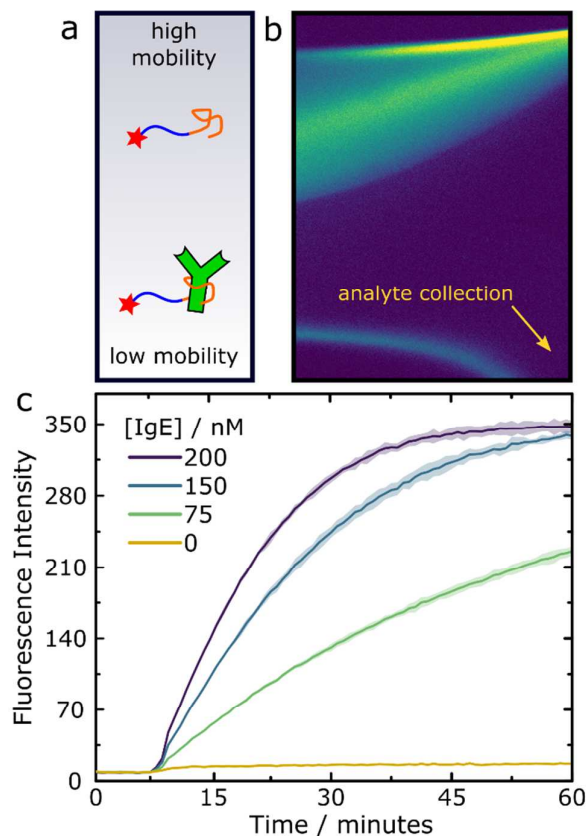 a
high
mobility
low mobility
b
analyte collection
c
[IgE] / nM
200
150
75
0
Fluorescence Intensity
350
280
210
140
70
0
0
15
30
45
60
Time / minutes